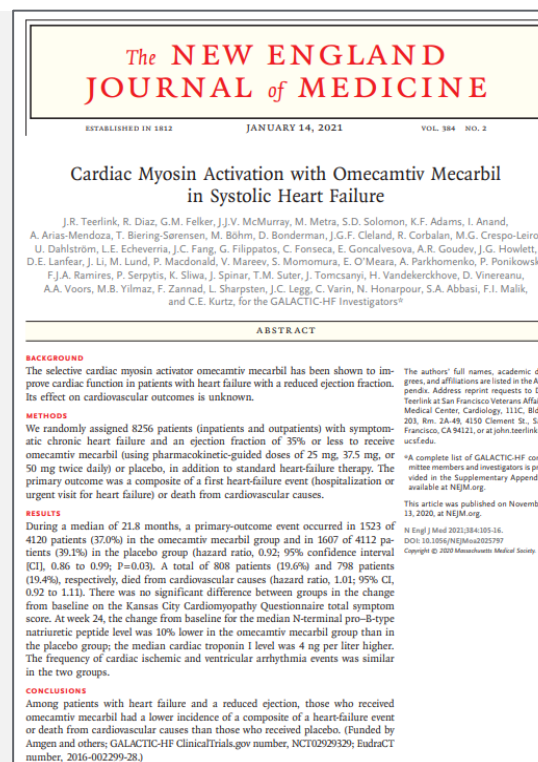 The NEW ENGLAND
JOURNAL of MEDICINE
ESTABLISHED IN 1812 JANUARY 14, 2021 VOL. 384 NO. 2
Cardiac Myosin Activation with Omecamtiv Mecarbil
in Systolic Heart Failure
J.R. Teerlink, R. Diaz, G.M. Felker, J.J.V. McMurray, M. Metra, S.D. Solomon, K.F. Adams, I. Anand,
A. Arias-Mendoza, T. Biering-Sørensen, M. Böhm, D. Bonderman, J.G.F. Cleland, R. Corbalan, M.G. Crespo-Leiro
U. Dahlström, L.E. Echeverria, J.C. Fang, G. Filippatos, C. Fonseca, E. Goncalvesova, A.R. Goudev, J.G. Howlett,
D.E. Lanfear, J. Li, M. Lund, P. Macdonald, V. Mareev, S. Momomura, E. O'Meara, A. Parkhomenko, P. Ponikowsk
F.J.A. Ramires, P. Serpytis, K. Sliwa, J. Spinar, T.M. Suter, J. Tomcsanyi, H. Vandekerckhove, D. Vinereanu,
A.A. Voors, M.B. Yilmaz, F. Zannad, L. Sharpsten, J.C. Legg, C. Varin, N. Honarpour, S.A. Abbasi, F.I. Malik,
and C.E. Kurtz, for the GALACTIC-HF Investigators*
ABSTRACT
BACKGROUND
The selective cardiac myosin activator omecamtiv mecarbil has been shown to im-
prove cardiac function in patients with heart failure with a reduced ejection fraction.
Its effect on cardiovascular outcomes is unknown.
METHODS
We randomly assigned 8256 patients (inpatients and outpatients) with symptom-
atic chronic heart failure and an ejection fraction of 35% or less to receive
omecamtiv mecarbil (using pharmacokinetic-guided doses of 25 mg, 37.5 mg, or
50 mg twice daily) or placebo, in addition to standard heart-failure therapy. The
primary outcome was a composite of a first heart-failure event (hospitalization or
urgent visit for heart failure) or death from cardiovascular causes.
RESULTS
During a median of 21.8 months, a primary-outcome event occurred in 1523 of
4120 patients (37.0%) in the omecamtiv mecarbil group and in 1607 of 4112 pa-
tients (39.1%) in the placebo group (hazard ratio, 0.92; 95% confidence interval
[CI], 0.86 to 0.99; P=0.03). A total of 808 patients (19.6%) and 798 patients
(19.4%), respectively, died from cardiovascular causes (hazard ratio, 1.01; 95% CI,
0.92 to 1.11). There was no significant difference between groups in the change
from baseline on the Kansas City Cardiomyopathy Questionnaire total symptom
score. At week 24, the change from baseline for the median N-terminal pro–B-type
natriuretic peptide level was 10% lower in the omecamtiv mecarbil group than in
the placebo group; the median cardiac troponin I level was 4 ng per liter higher.
The frequency of cardiac ischemic and ventricular arrhythmia events was similar
in the two groups.
CONCLUSIONS
Among patients with heart failure and a reduced ejection, those who received
omecamtiv mecarbil had a lower incidence of a composite of a heart-failure event
or death from cardiovascular causes than those who received placebo. (Funded by
Amgen and others; GALACTIC-HF ClinicalTrials.gov number, NCT02929329; EudraCT
number, 2016-002299-28.)
The authors' full names, academic d
grees, and affiliations are listed in the A
pendix. Address reprint requests to D
Teerlink at San Francisco Veterans Affai
Medical Center, Cardiology, 111C, Bld
203, Rm. 2A-49, 4150 Clement St., Sa
Francisco, CA 94121, or at john.teerlink
ucsf.edu.
*A complete list of GALACTIC-HF co
mittee members and investigators is p
vided in the Supplementary Append
available at NEJM.org.
This article was published on Novemb
13, 2020, at NEJM.org.
N Engl J Med 2021;384:105-16.
DOI: 10.1056/NEJMoa2025797
Copyright © 2020 Massachusetts Medical Society.